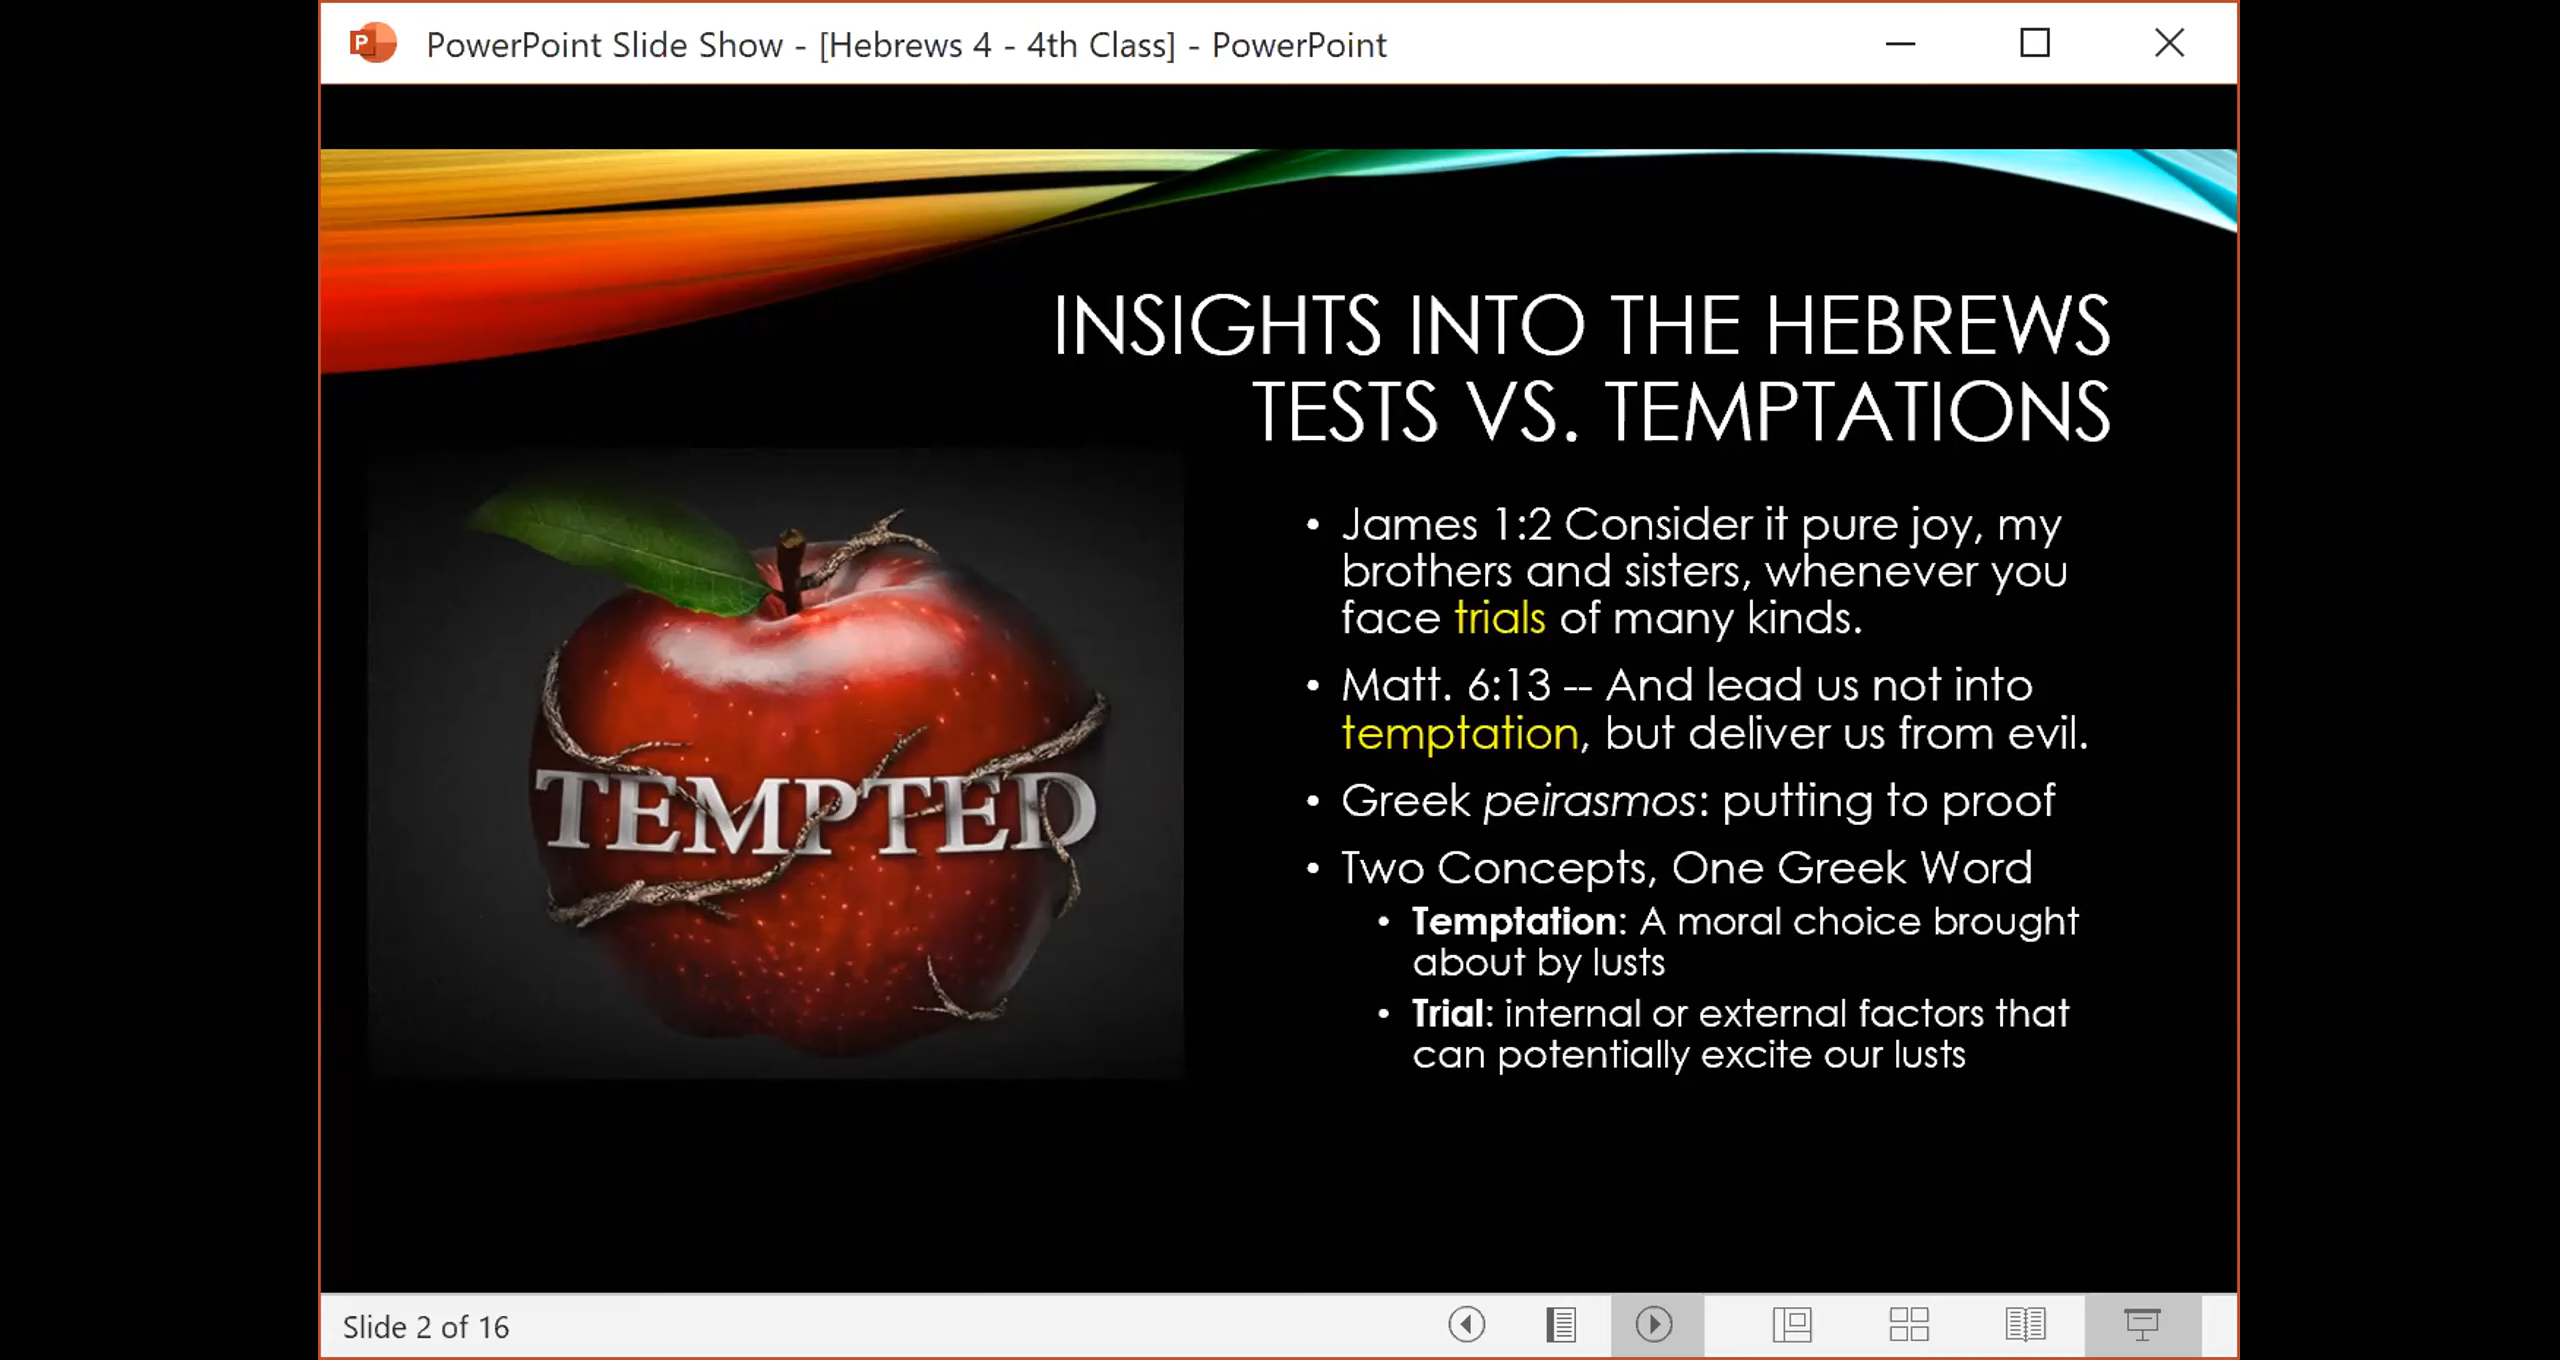 P
PowerPoint Slide Show - [Hebrews 4 - 4th Class] - PowerPoint
INSIGHTS INTO THE HEBREWS
TESTS VS. TEMPTATIONS
TEMPTED
• James 1:2 Consider it pure joy, my
brothers and sisters, whenever you
face trials of many kinds.
• Matt. 6:13 -- And lead us not into
temptation, but deliver us from evil.
• Greek peirasmos: putting to proof
• Two Concepts, One Greek Word
• Temptation: A moral choice brought
about by lusts
• Trial: internal or external factors that
can potentially excite our lusts
Slide 2 of 16